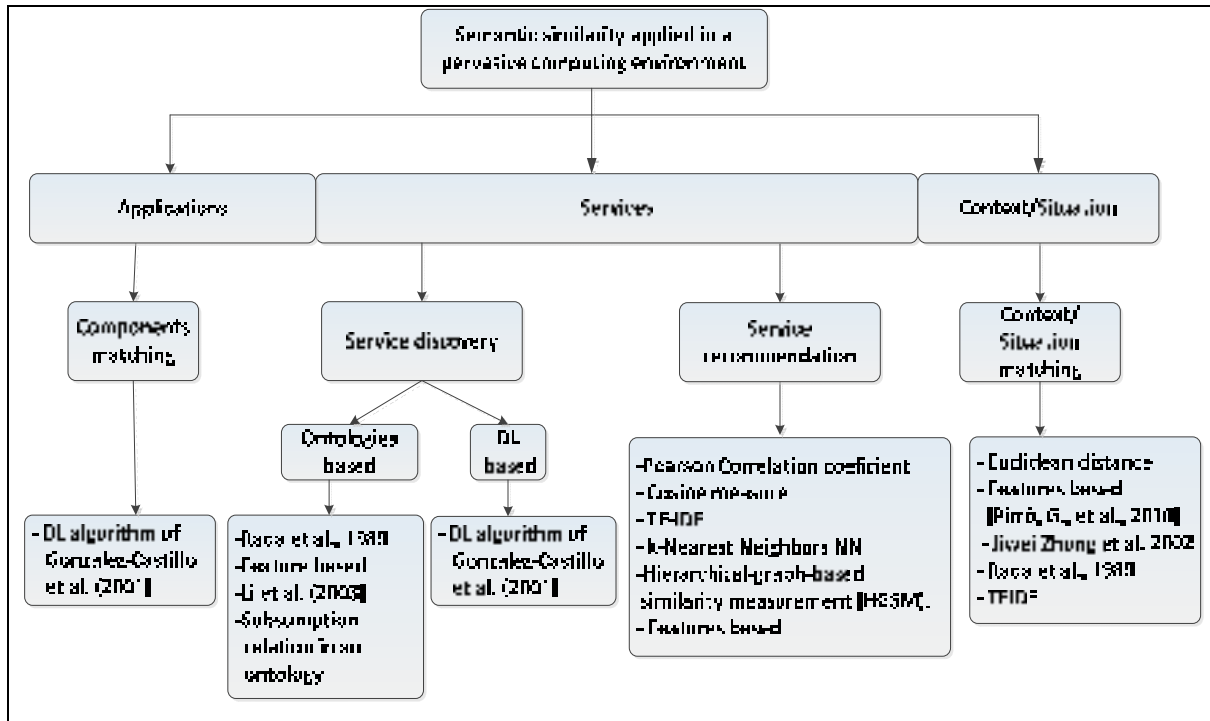 Semantic similarity applied in a
pervasive computing environment
Applications
Services
Context/Situation
Components
matching
Service discovery
Service
recommendation
Context/
Situation
matching
Ontologies
based
DL
based
-DL algorithm of
Gonzalez-Castillo
et al. (2001)
-Rada et al., 1989
-Feature based
-Li et al. (2003)
-Subsumption
relation in an
ontology
-DL algorithm of
Gonzalez-Castillo
et al. (2001)
-Pearson Correlation coeficient
-Cosine measure
-TFIDF
-K-Nearest Neighbors NN
-Hierarchical-graph-based
similarity measurement (HGSM).
-Features based
-Euclidean distance
-Features based
[Pirró, G., et al., 2010]
-Jiwei Zhong et al. 2002
-Rada et al., 1989
-TFIDF